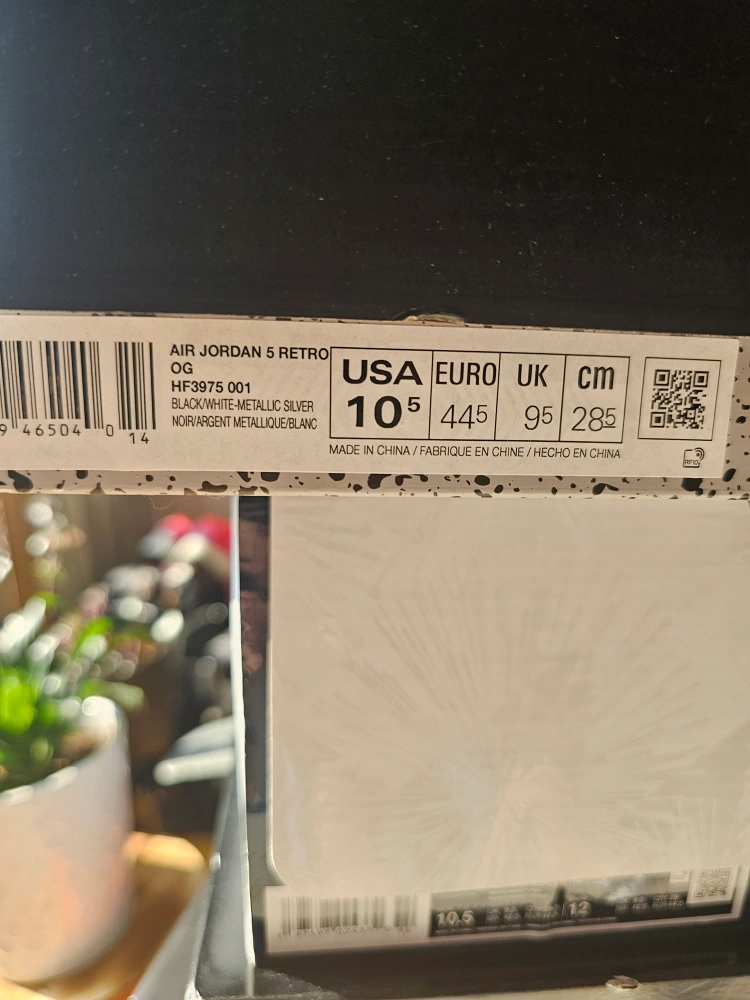 AIR JORDAN 5 RETRO
OG
HF3975 001
BLACK/WHITE-METALLIC SILVER
NOIR/ARGENT METALLIQUE/BLANC
9 46504 0 14
USA EURO UK cm
10⁵ 44⁵ 9⁵ 28⁵
MADE IN CHINA / FABRIQUE EN CHINE / HECHO EN CHINA
RFID
10.5 12